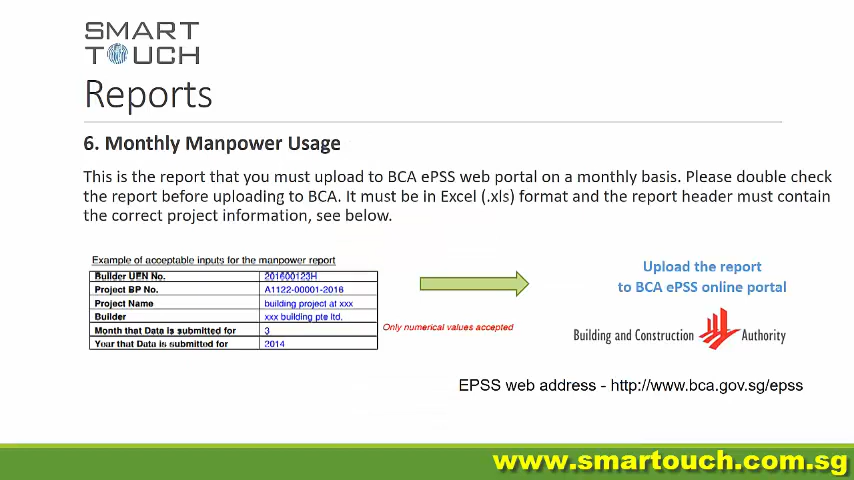 SMART
TOUCH
Reports
6. Monthly Manpower Usage
This is the report that you must upload to BCA ePSS web portal on a monthly basis. Please double check
the report before uploading to BCA. It must be in Excel (.xls) format and the report header must contain
the correct project information, see below.
Example of acceptable inputs for the manpower report
Builder UEN No. 201600123H
Project BP No. A1122-00001-2016
Project Name building project at xxx
Builder xxx building pte ltd.
Month that Data is submitted for 3
Year that Data is submitted for 2014
Only numerical values accepted
Upload the report
to BCA ePSS online portal
Building and Construction Authority
EPSS web address - http://www.bca.gov.sg/epss
www.smartouch.com.sg